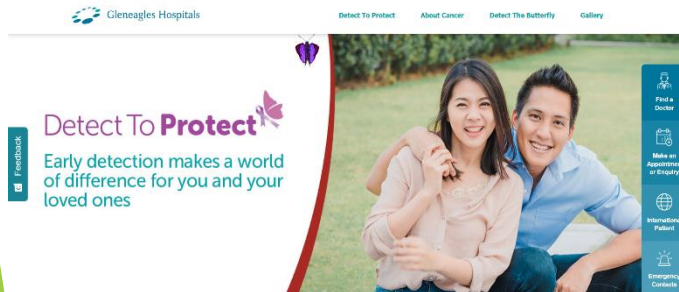 Gleneagles Hospitals
Detect To Protect
About Cancer
Detect The Butterfly
Gallery
Detect To Protect
Early detection makes a world
of difference for you and your
loved ones
Feedback
Find a
Doctor
Make an
Appointment
or Enquiry
International
Patient
Emergency
Contacts